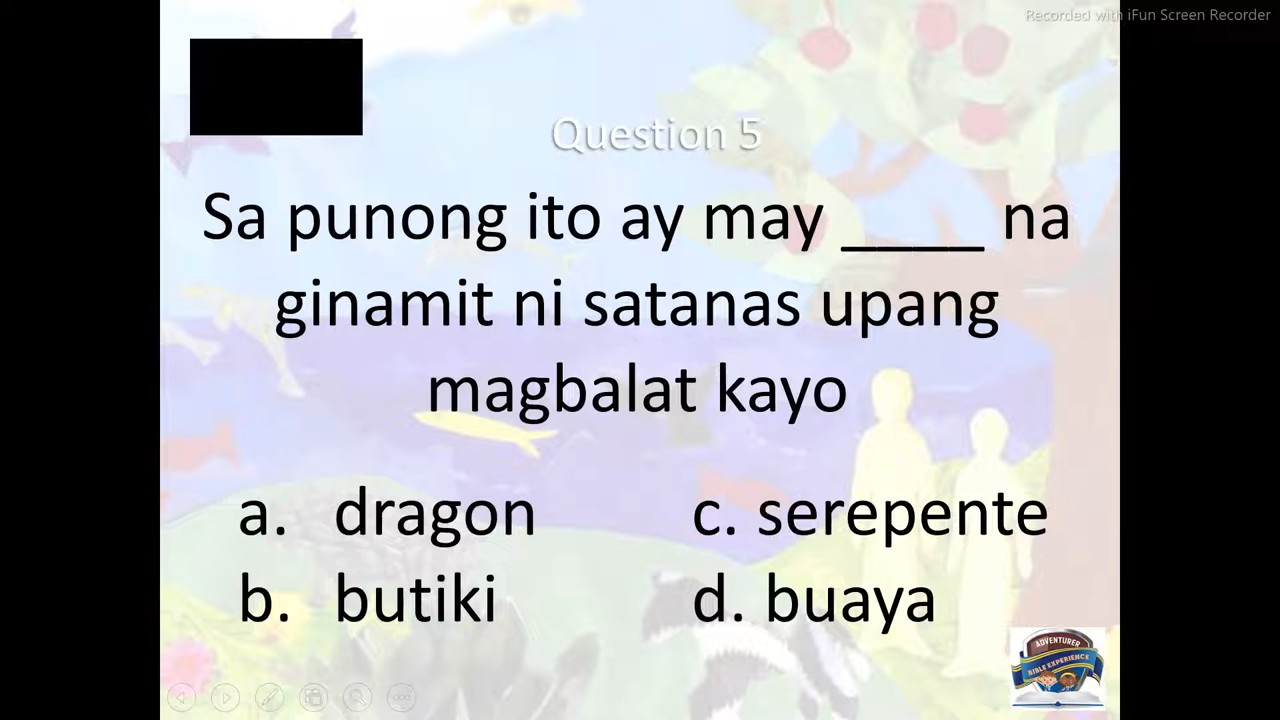 Recorded with iFun Screen Recorder
Question 5
Sa punong ito ay may ____ na
ginamit ni satanas upang
magbalat kayo
a. dragon
b. butiki
c. serepente
d. buaya
ADVENTURER
BIBLE EXPERIENCE